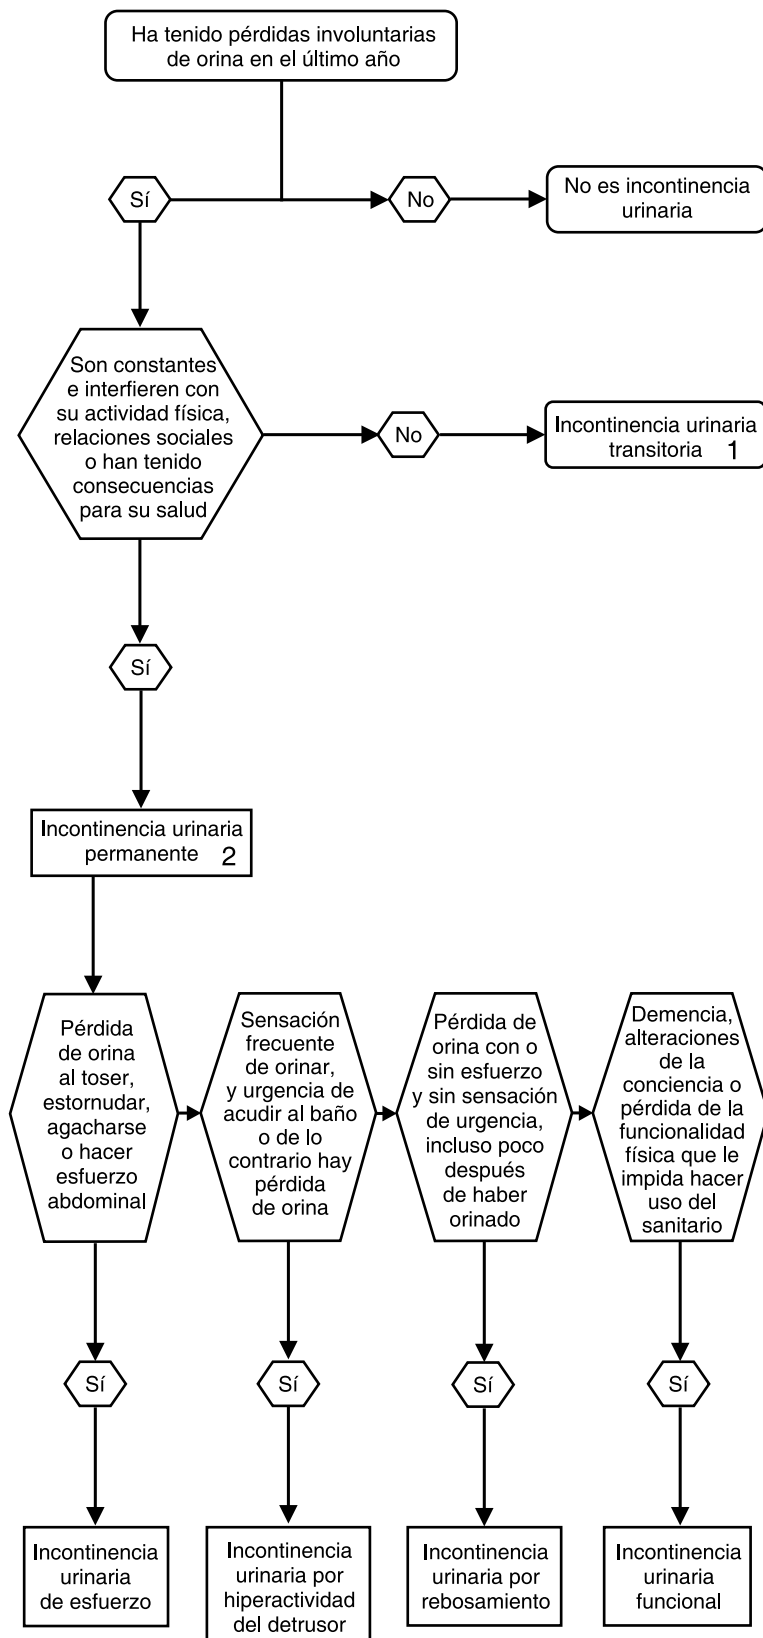 Ha tenido pérdidas involuntarias
de orina en el último año
Sí
No
No es incontinencia
urinaria
Son constantes
e interfieren con
su actividad física,
relaciones sociales
o han tenido
consecuencias
para su salud
No
Incontinencia urinaria
transitoria 1
Sí
Incontinencia urinaria
permanente 2
Pérdida
de orina
al toser,
estornudar,
agacharse
o hacer
esfuerzo
abdominal
Sensación
frecuente
de orinar,
y urgencia de
acudir al baño
o de lo
contrario hay
pérdida
de orina
Pérdida de
orina con o
sin esfuerzo
y sin sensación
de urgencia,
incluso poco
después
de haber
orinado
Demencia,
alteraciones
de la
conciencia o
pérdida de la
funcionalidad
física que le
impida hacer
uso del
sanitario
Sí
Sí
Sí
Sí
Incontinencia
urinaria
de esfuerzo
Incontinencia
urinaria por
hiperactividad
del detrusor
Incontinencia
urinaria por
rebosamiento
Incontinencia
urinaria
funcional